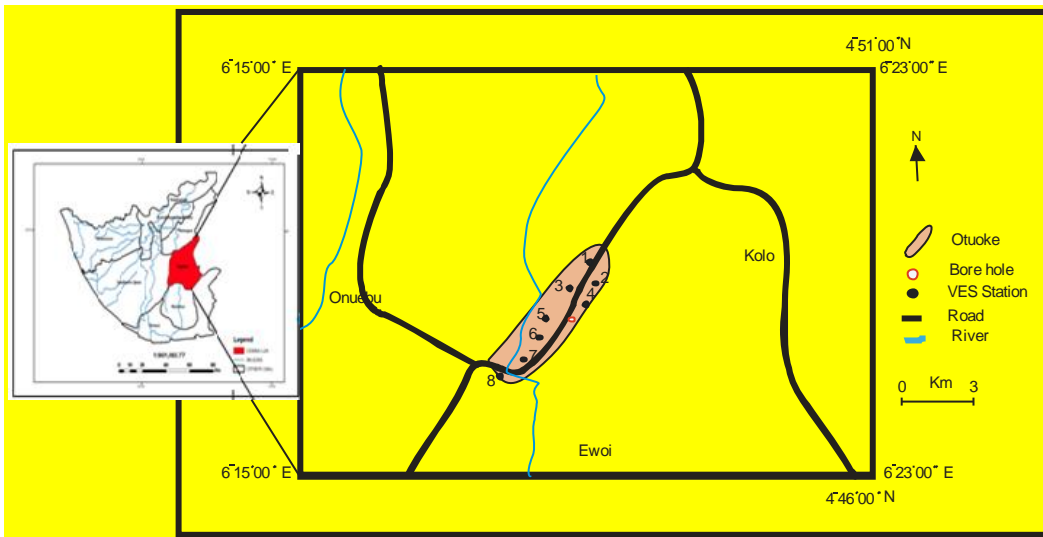 4°51'00" N
6°15'00" E
6°23'00" E
N
Otuoke
Bore hole
VES Station
Road
River
0 Km 3
Kolo
Onuebu
Ewoi
1
2
3
4
5
6
7
8
Legend
6°15'00" E
6°23'00" E
4°46'00" N